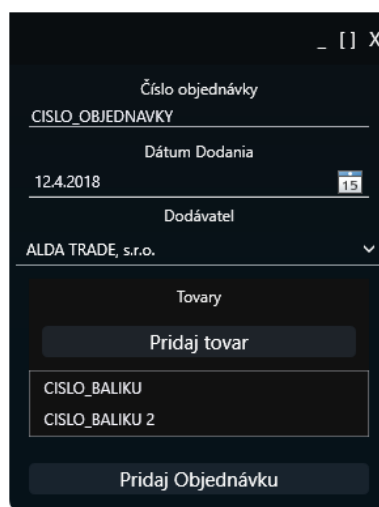 _ [ ] X
Číslo objednávky
CISLO_OBJEDNAVKY
Dátum Dodania
12.4.2018
15
Dodávatel
ALDA TRADE, s.r.o.
Tovary
Pridaj tovar
CISLO_BALIKU
CISLO_BALIKU 2
Pridaj Objednávku